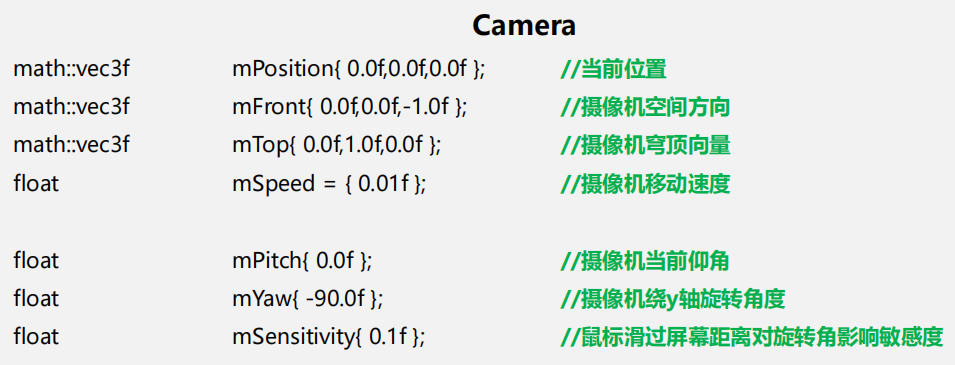 Camera
math::vec3f mPosition{ 0.0f,0.0f,0.0f }; //当前位置
math::vec3f mFront{ 0.0f,0.0f,-1.0f }; //摄像机空间方向
math::vec3f mTop{ 0.0f,1.0f,0.0f }; //摄像机穹顶向量
float mSpeed = { 0.01f }; //摄像机移动速度
float mPitch{ 0.0f }; //摄像机当前仰角
float mYaw{ -90.0f }; //摄像机绕y轴旋转角度
float mSensitivity{ 0.1f }; //鼠标滑过屏幕距离对旋转角影响敏感度